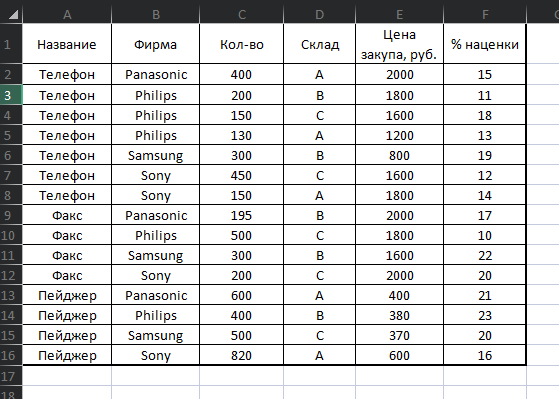 A B C D E F
1 Название Фирма Кол-во Склад Цена закупа, руб. % наценки
2 Телефон Panasonic 400 A 2000 15
3 Телефон Philips 200 B 1800 11
4 Телефон Philips 150 C 1600 18
5 Телефон Philips 130 A 1200 13
6 Телефон Samsung 300 B 800 19
7 Телефон Sony 450 C 1600 12
8 Телефон Sony 150 A 1800 14
9 Факс Panasonic 195 B 2000 17
10 Факс Philips 500 C 1800 10
11 Факс Samsung 300 B 1600 22
12 Факс Sony 200 C 2000 20
13 Пейджер Panasonic 600 A 400 21
14 Пейджер Philips 400 B 380 23
15 Пейджер Samsung 500 C 370 20
16 Пейджер Sony 820 A 600 16
17
18